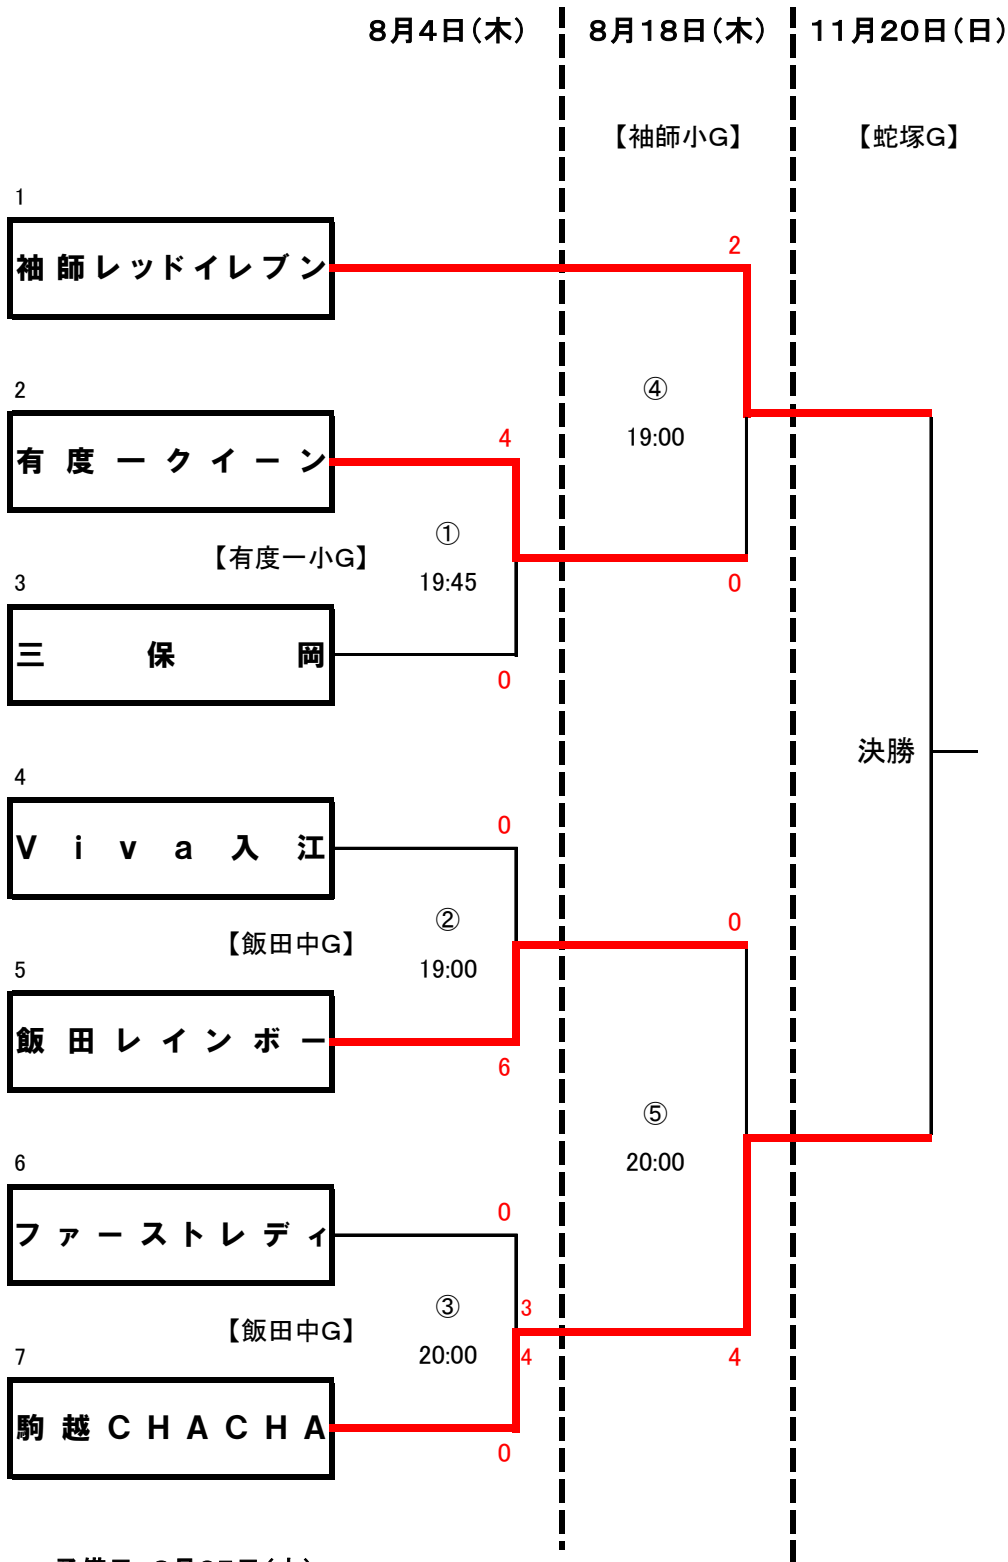 8月4日(木) 8月18日(木) 11月20日(日)
【袖師小G】 【蛇塚G】
1
2
袖師レッドイレブン
2
④
4
19:00
有度一クイーン
①
【有度一小G】
19:45
3
0
三保岡
0
決勝
4
0
Viva入江
②
0
【飯田中G】
19:00
5
飯田レインボー
6
⑤
20:00
6
0
ファーストレディ
③
3
【飯田中G】
20:00
4
4
7
駒越CHACHA
0